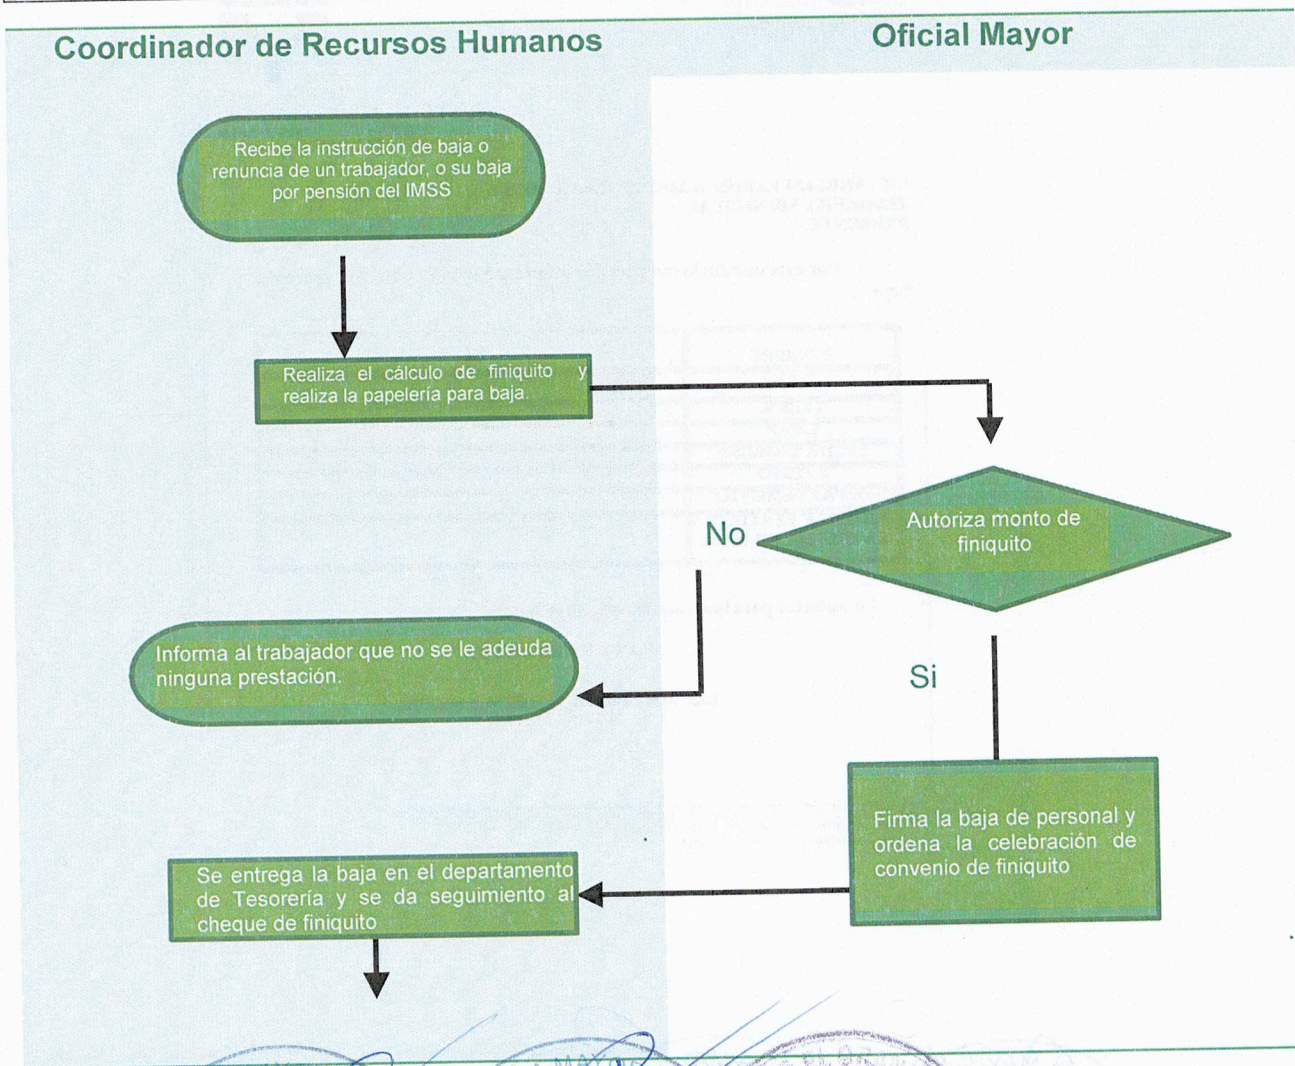 Coordinador de Recursos Humanos
Oficial Mayor
Recibe la instrucción de baja o
renuncia de un trabajador, o su baja
por pensión del IMSS
Realiza el cálculo de finiquito y
realiza la papelería para baja.
Autoriza monto de
finiquito
No
Informa al trabajador que no se le adeuda
ninguna prestación.
Si
Firma la baja de personal y
ordena la celebración de
convenio de finiquito
Se entrega la baja en el departamento
de Tesorería y se da seguimiento al
cheque de finiquito